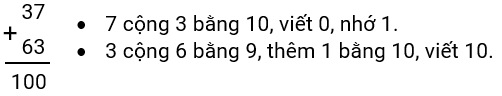 37
+
63
100
• 7 cộng 3 bằng 10, viết 0, nhớ 1.
• 3 cộng 6 bằng 9, thêm 1 bằng 10, viết 10.